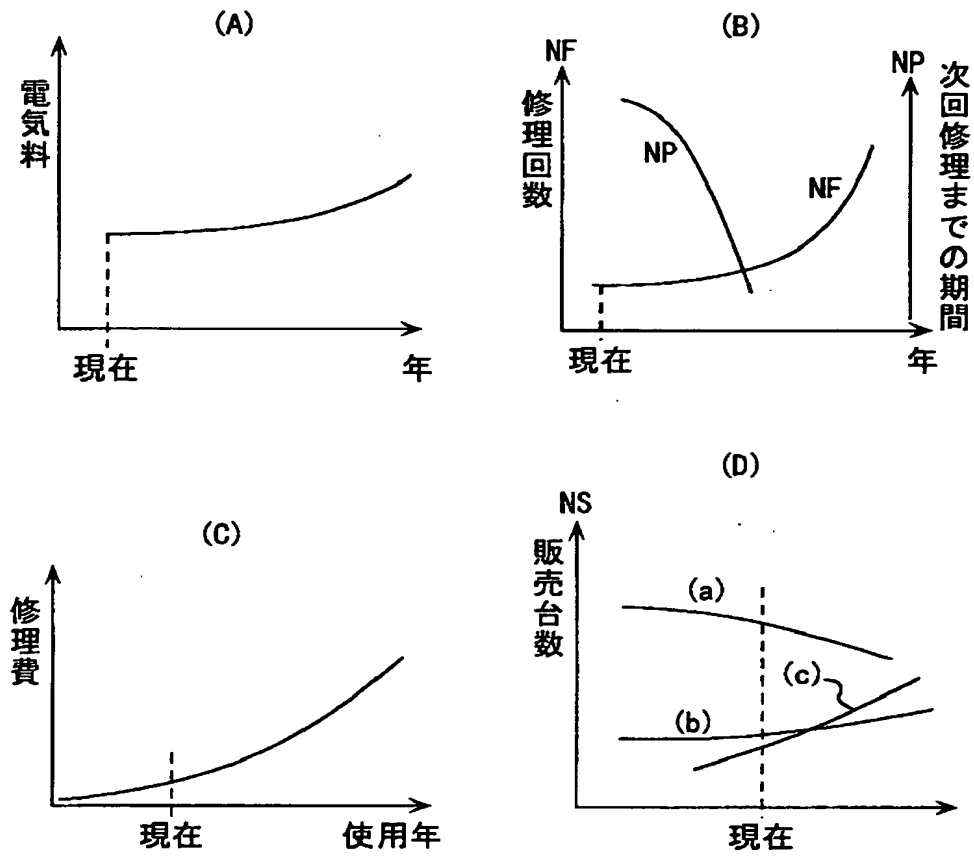 (A)
電気料
現在
年
(B)
NF
修理回数
NP
NF
NP
次回修理までの期間
現在
年
(C)
修理費
現在
使用年
(D)
NS
販売台数
(a)
(b)
(c)
現在